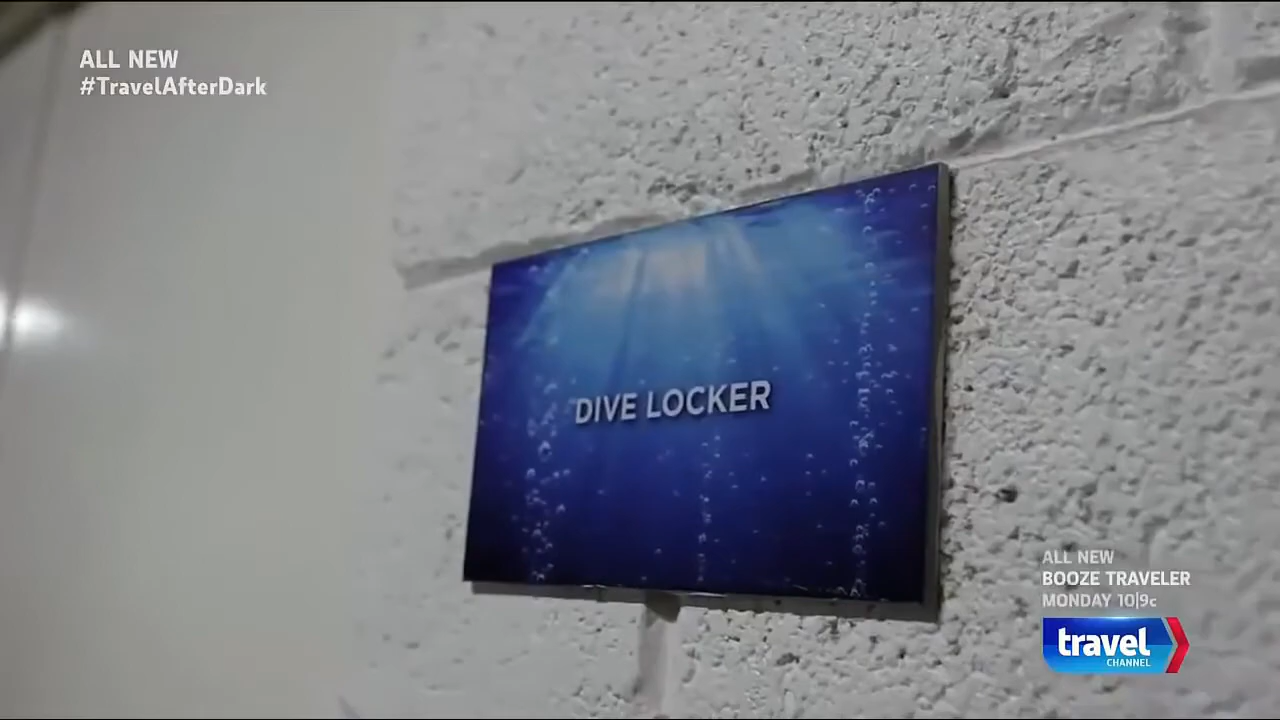 ALL NEW
#TravelAfterDark
DIVE LOCKER
ALL NEW
BOOZE TRAVELER
MONDAY 10|9c
travel
CHANNEL